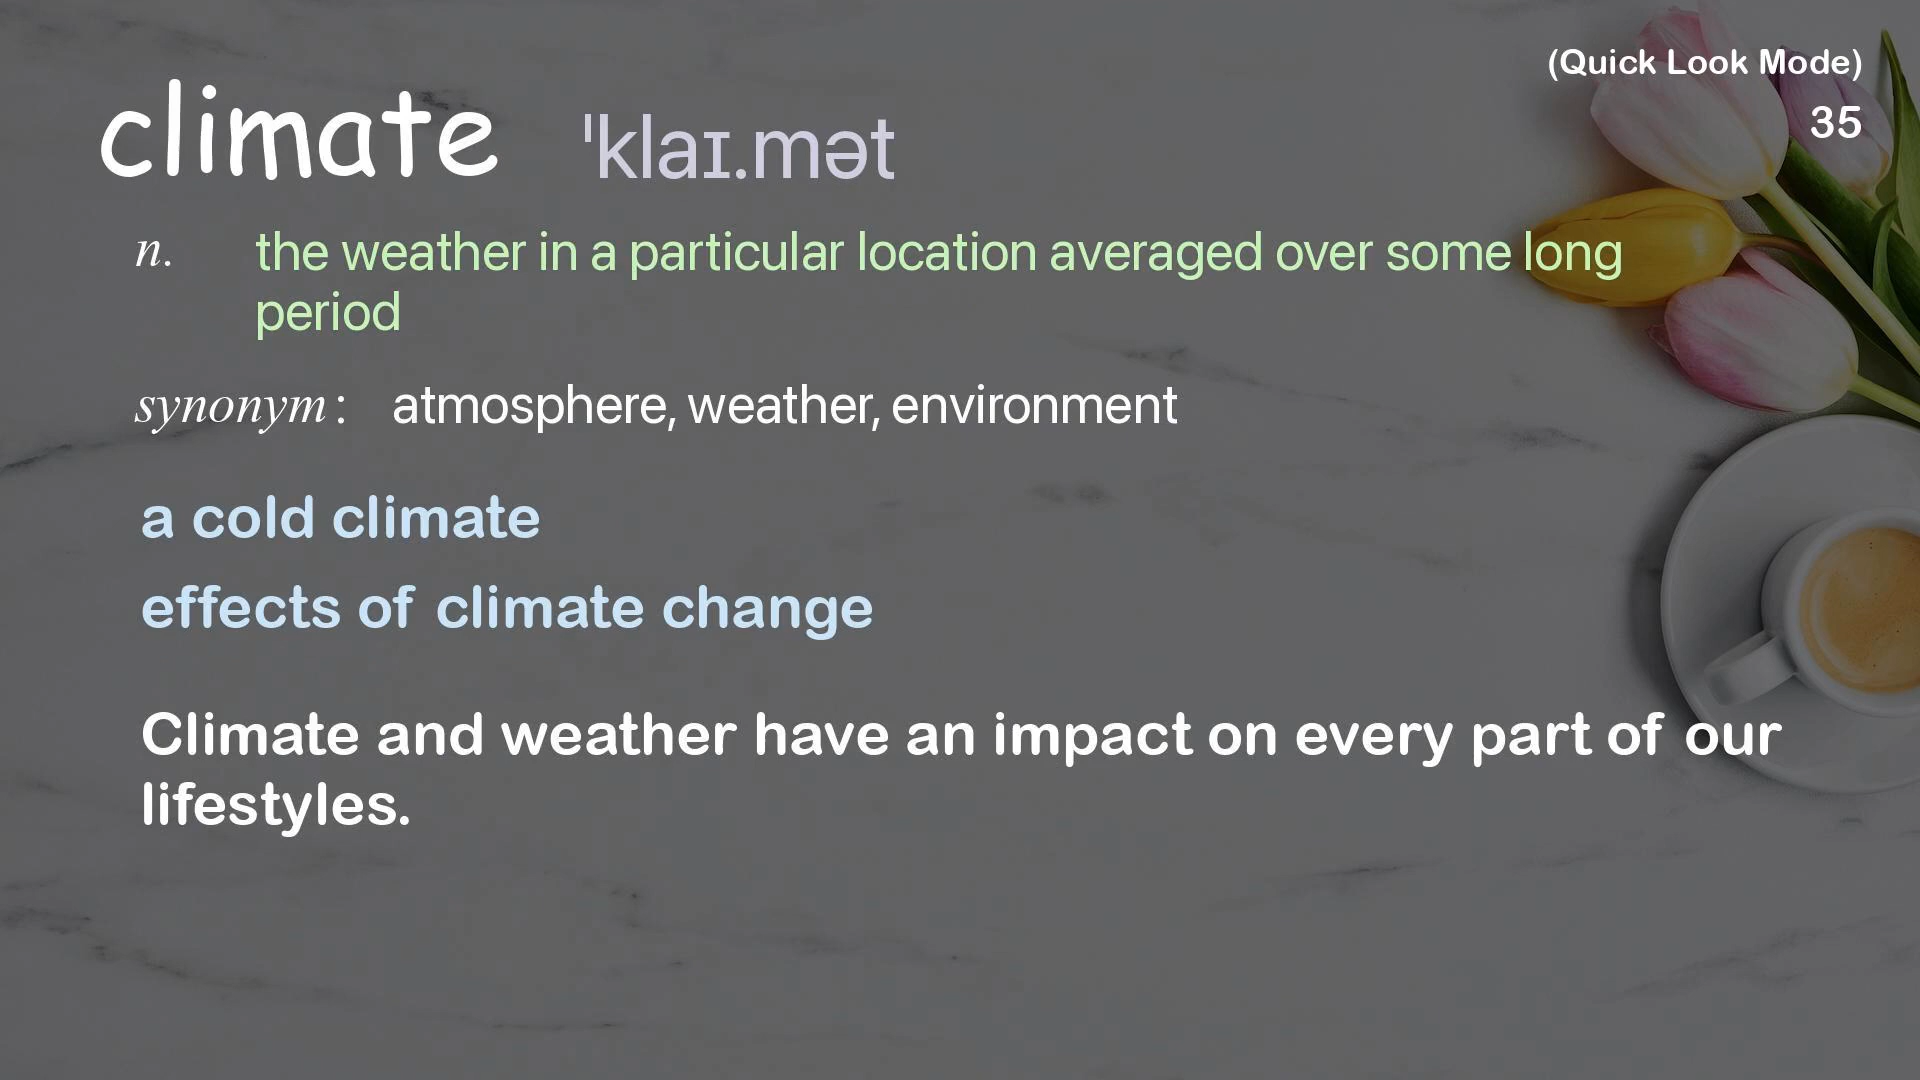 (Quick Look Mode)
35
climate ˈklaɪ.mət
n. the weather in a particular location averaged over some long
period
synonym: atmosphere, weather, environment
a cold climate
effects of climate change
Climate and weather have an impact on every part of our
lifestyles.